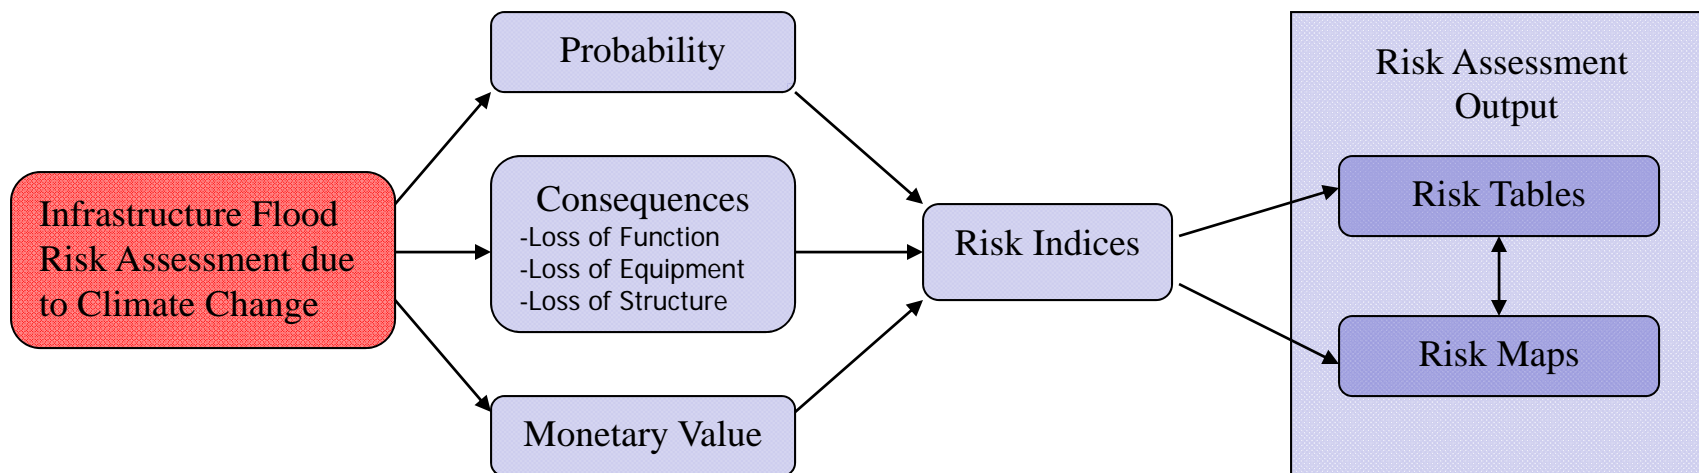 Infrastructure Flood
Risk Assessment due
to Climate Change
Probability
Consequences
-Loss of Function
-Loss of Equipment
-Loss of Structure
Monetary Value
Risk Indices
Risk Assessment
Output
Risk Tables
Risk Maps